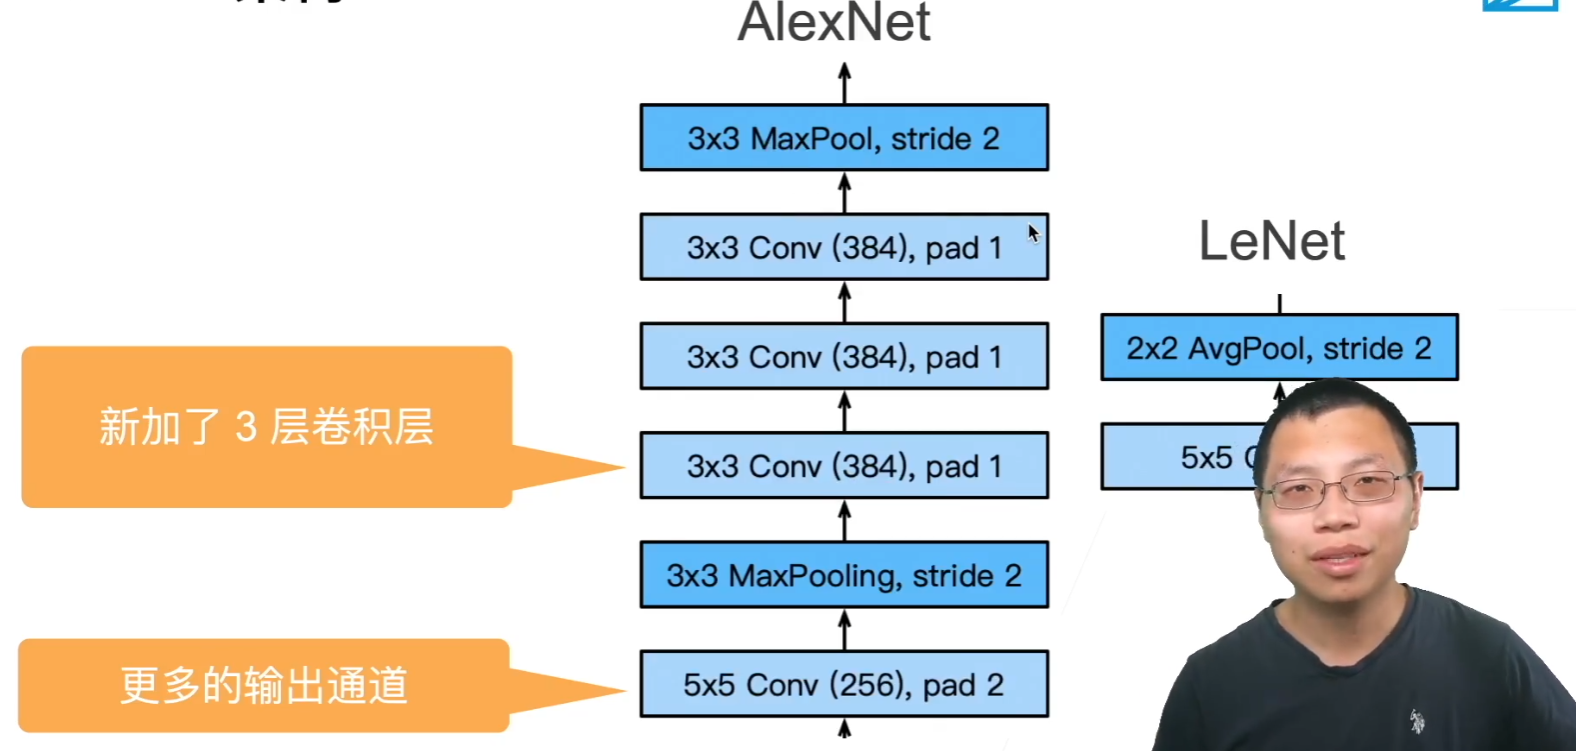 AlexNet
3x3 MaxPool, stride 2
3x3 Conv (384), pad 1
3x3 Conv (384), pad 1
3x3 Conv (384), pad 1
3x3 MaxPooling, stride 2
5x5 Conv (256), pad 2
新加了 3 层卷积层
更多的输出通道
LeNet
2x2 AvgPool, stride 2
5x5